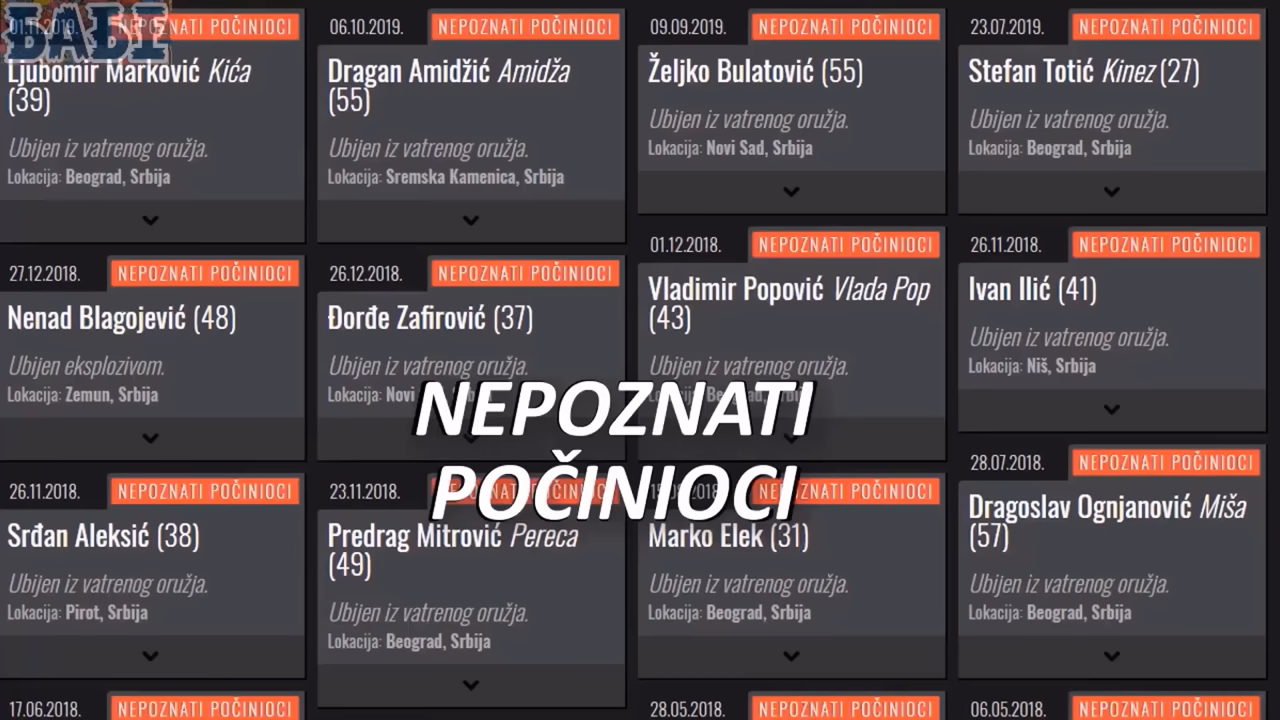 БАБЕ
01.11.2019. NEPOZNATI POČINIOCI
Ljubomir Marković Kića
(39)
Ubijen iz vatrenog oružja.
Lokacija: Beograd, Srbija
06.10.2019. NEPOZNATI POČINIOCI
Dragan Amidžić Amidža
(55)
Ubijen iz vatrenog oružja.
Lokacija: Sremska Kamenica, Srbija
09.09.2019. NEPOZNATI POČINIOCI
Željko Bulatović (55)
Ubijen iz vatrenog oružja.
Lokacija: Novi Sad, Srbija
23.07.2019. NEPOZNATI POČINIOCI
Stefan Totić Kinez (27)
Ubijen iz vatrenog oružja.
Lokacija: Beograd, Srbija
27.12.2018. NEPOZNATI POČINIOCI
Nenad Blagojević (48)
Ubijen eksplozivom.
Lokacija: Zemun, Srbija
26.12.2018. NEPOZNATI POČINIOCI
Đorđe Zafirović (37)
Ubijen iz vatrenog oružja.
Lokacija: Novi
01.12.2018. NEPOZNATI POČINIOCI
Vladimir Popović Vlada Pop
(43)
Ubijen iz vatrenog oružja.
Lokacija: Beograd, Srbija
26.11.2018. NEPOZNATI POČINIOCI
Ivan Ilić (41)
Ubijen iz vatrenog oružja.
Lokacija: Niš, Srbija
NEPOZNATI
POČINIOCI
26.11.2018. NEPOZNATI POČINIOCI
Srđan Aleksić (38)
Ubijen iz vatrenog oružja.
Lokacija: Pirot, Srbija
23.11.2018. NEPOZNATI POČINIOCI
Predrag Mitrović Pereca
(49)
Ubijen iz vatrenog oružja.
Lokacija: Beograd, Srbija
NEPOZNATI POČINIOCI
Marko Elek (31)
Ubijen iz vatrenog oružja.
Lokacija: Beograd, Srbija
28.07.2018. NEPOZNATI POČINIOCI
Dragoslav Ognjanović Miša
(57)
Ubijen iz vatrenog oružja.
Lokacija: Beograd, Srbija
17.06.2018. NEPOZNATI POČINIOCI
28.05.2018. NEPOZNATI POČINIOCI
06.05.2018. NEPOZNATI POČINIOCI